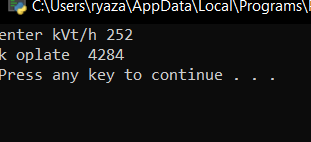 C:\Users\ryaza\AppData\Local\Programs\
enter kVt/h 252
k oplate  4284
Press any key to continue . . .